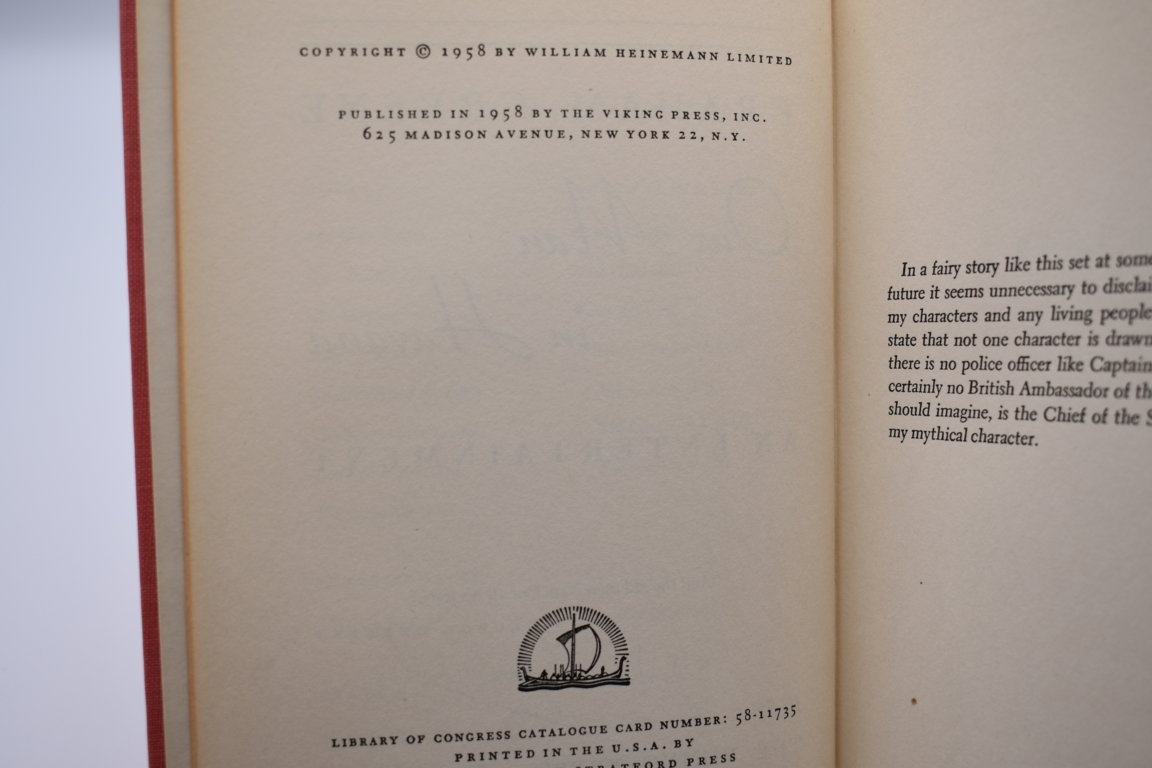 COPYRIGHT © 1958 BY WILLIAM HEINEMANN LIMITED
PUBLISHED IN 1958 BY THE VIKING PRESS, INC.
625 MADISON AVENUE, NEW YORK 22, N.Y.
LIBRARY OF CONGRESS CATALOGUE CARD NUMBER: 58-11735
PRINTED IN THE U.S.A. BY
STRATFORD PRESS
In a fairy story like this set at some
future it seems unnecessary to disclai
my characters and any living people
state that not one character is drawn
there is no police officer like Captain
certainly no British Ambassador of th
should imagine, is the Chief of the S
my mythical character.